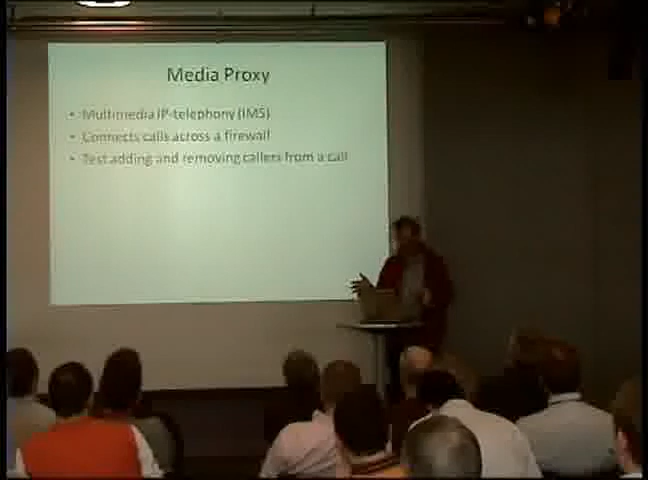 Media Proxy
• Multimedia IP-telephony (IMS)
• Connects calls across a firewall
• Test adding and removing callers from a call